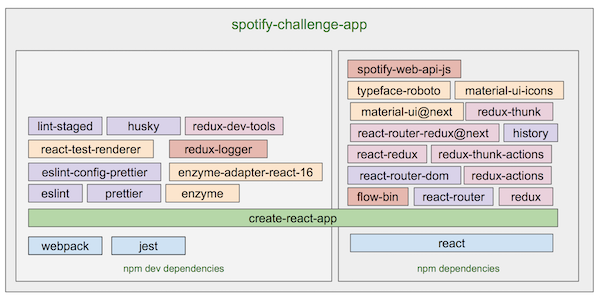 spotify-challenge-app
lint-staged husky redux-dev-tools
react-test-renderer redux-logger
eslint-config-prettier enzyme-adapter-react-16
eslint prettier enzyme
spotify-web-api-js
typeface-roboto material-ui-icons
material-ui@next redux-thunk
react-router-redux@next history
react-redux redux-thunk-actions
react-router-dom redux-actions
flow-bin react-router redux
create-react-app
webpack jest
react
npm dev dependencies
npm dependencies